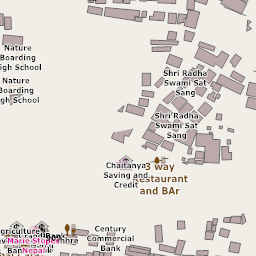 Nature
Boarding
High School
Nature
Boarding
High School
Shri Radha
Swami Sat
Sang
Shri Radha
Swami Sat
Sang
Chaitanya
Saving and
Credit
3 way
Restaurant
and BAr
Century
Commercial
Bank
Marie Stopes
Nepal